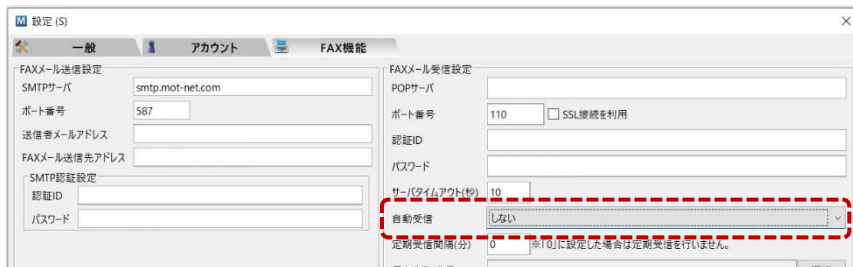 設定 (S)
一般 アカウント FAX機能
FAXメール送信設定
SMTPサーバ smtp.mot-net.com
ポート番号 587
送信者メールアドレス
FAXメール送信先アドレス
SMTP認証設定
認証ID
パスワード
FAXメール受信設定
POPサーバ
ポート番号 110 SSL接続を利用
認証ID
パスワード
サーバタイムアウト(秒) 10
自動受信 しない
定期受信間隔(分) 0 ※「0」に設定した場合は定期受信を行いません。